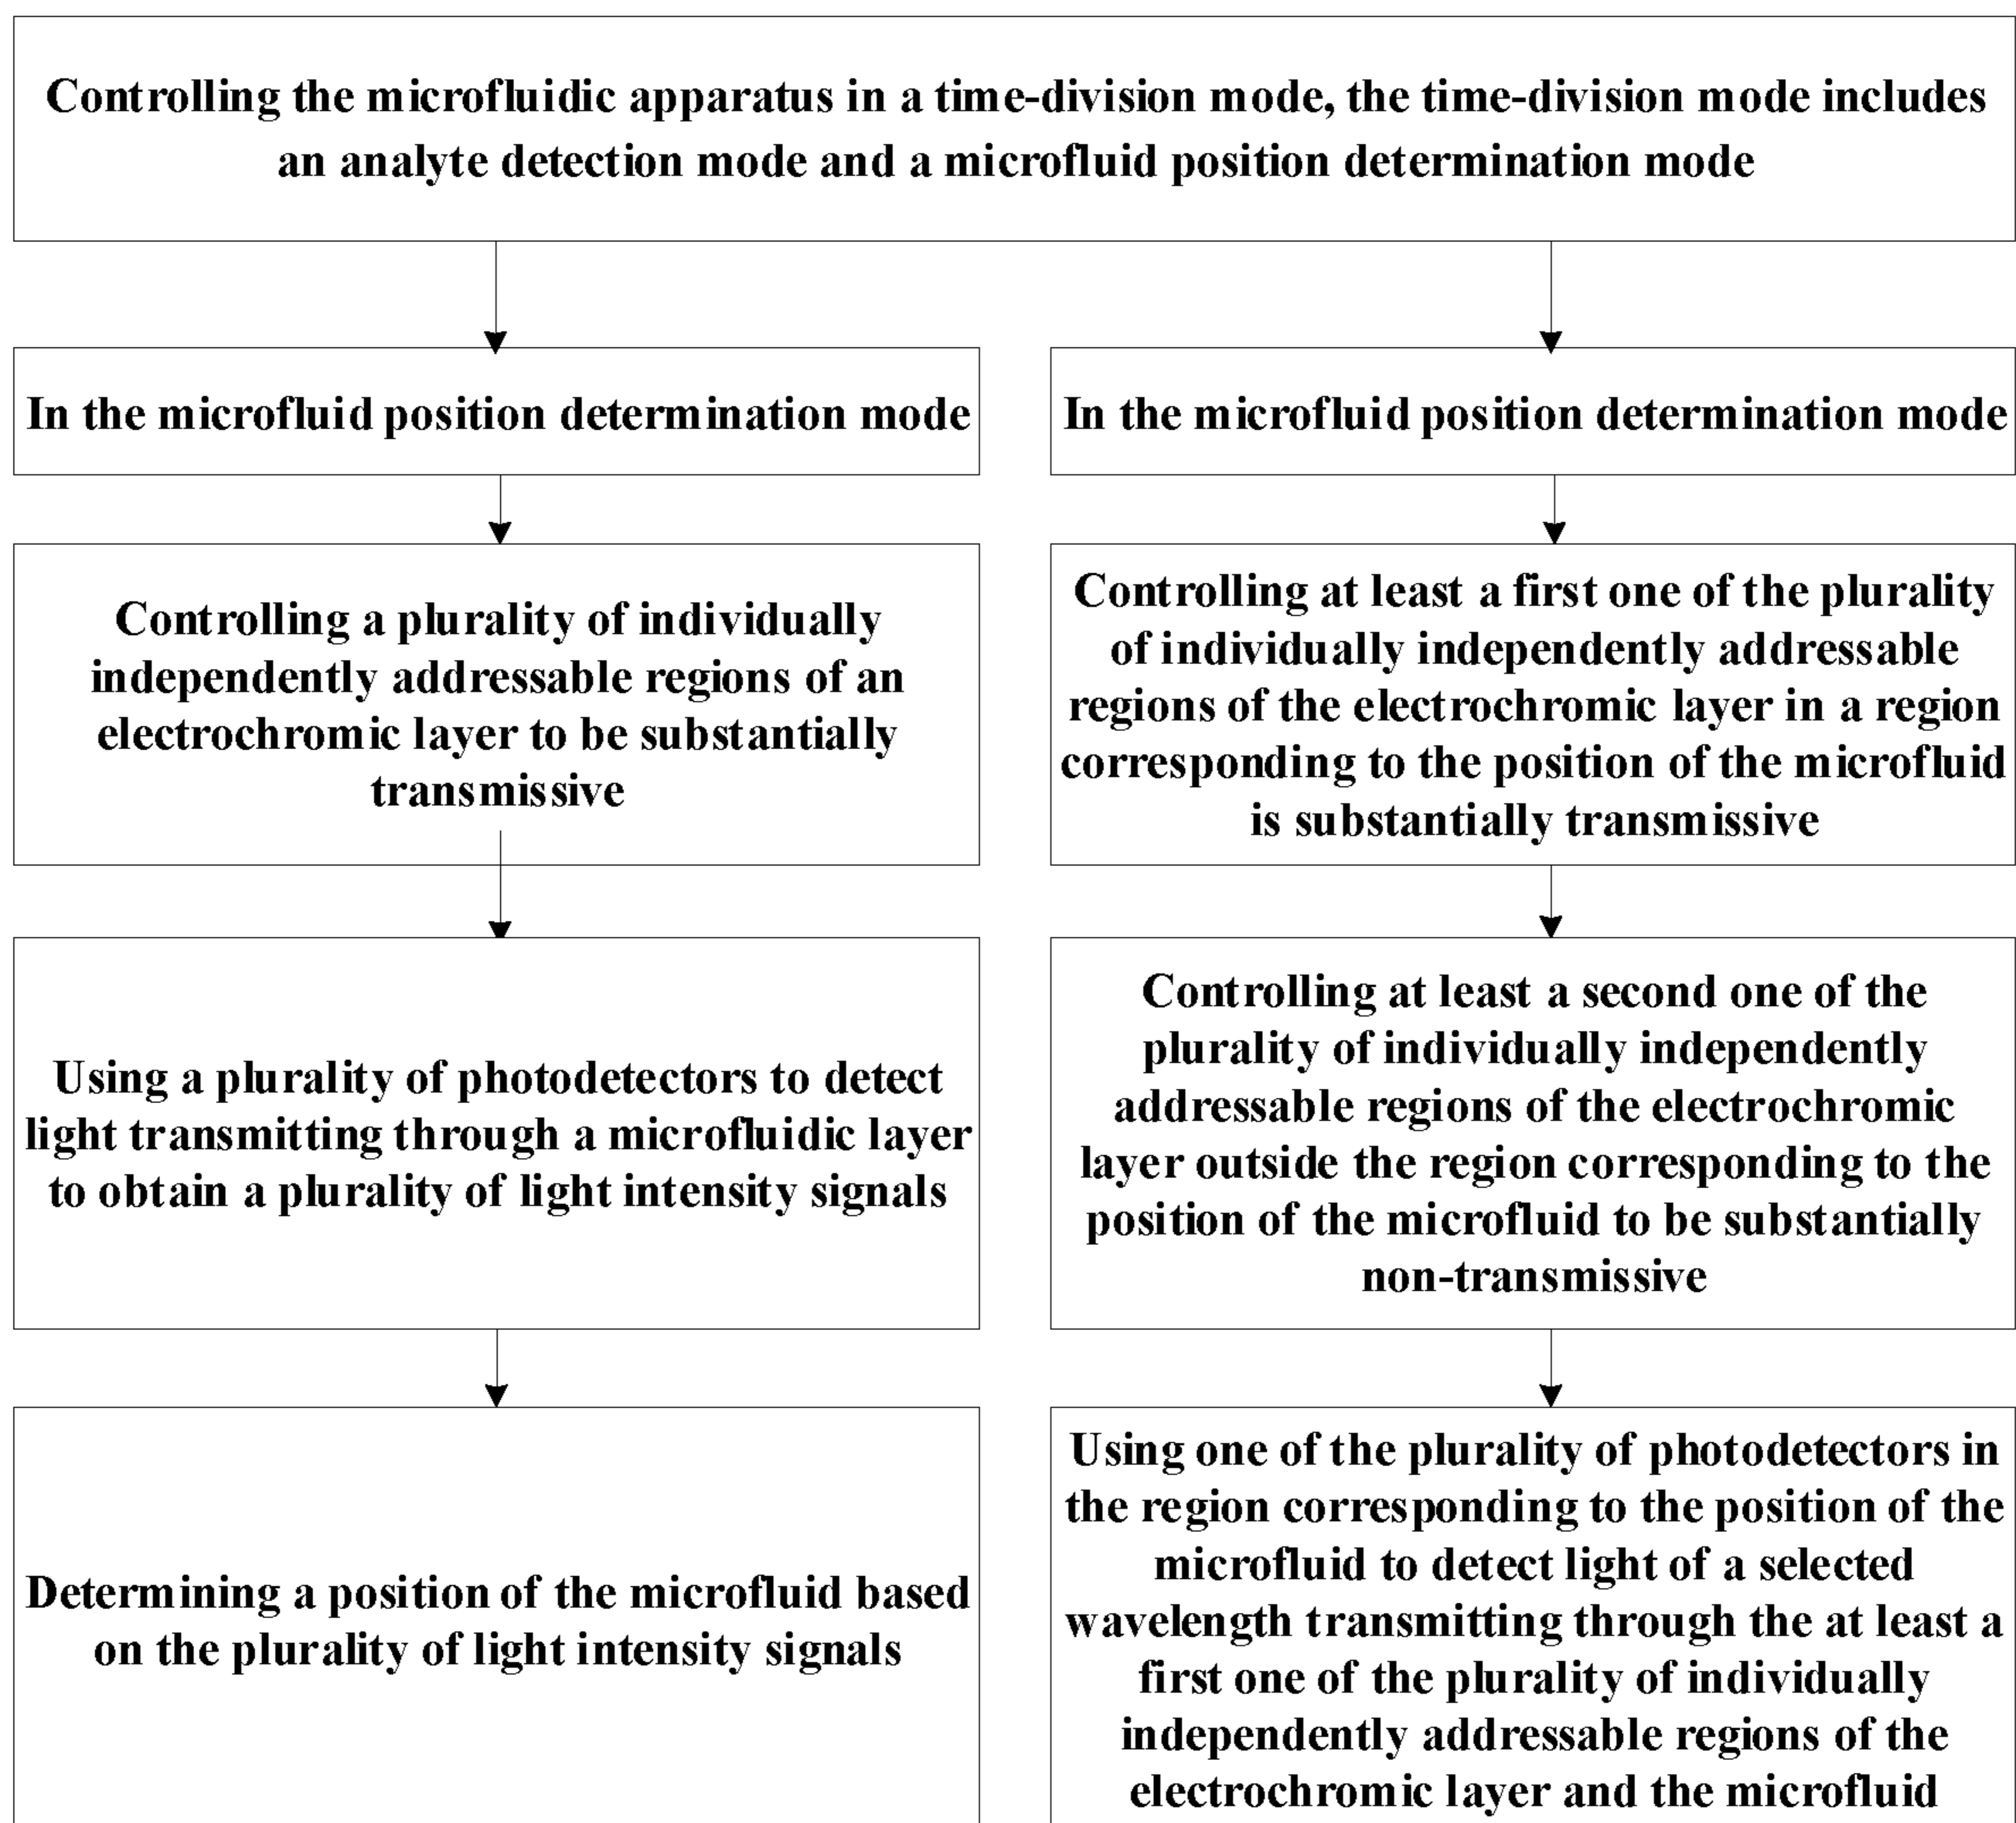 Controlling the microfluidic apparatus in a time-division mode, the time-division mode includes
an analyte detection mode and a microfluid position determination mode
In the microfluid position determination mode
Controlling a plurality of individually
independently addressable regions of an
electrochromic layer to be substantially
transmissive
Using a plurality of photodetectors to detect
light transmitting through a microfluidic layer
to obtain a plurality of light intensity signals
Determining a position of the microfluid based
on the plurality of light intensity signals
In the microfluid position determination mode
Controlling at least a first one of the plurality
of individually independently addressable
regions of the electrochromic layer in a region
corresponding to the position of the microfluid
is substantially transmissive
Controlling at least a second one of the
plurality of individually independently
addressable regions of the electrochromic
layer outside the region corresponding to the
position of the microfluid to be substantially
non-transmissive
Using one of the plurality of photodetectors in
the region corresponding to the position of the
microfluid to detect light of a selected
wavelength transmitting through the at least a
first one of the plurality of individually
independently addressable regions of the
electrochromic layer and the microfluid